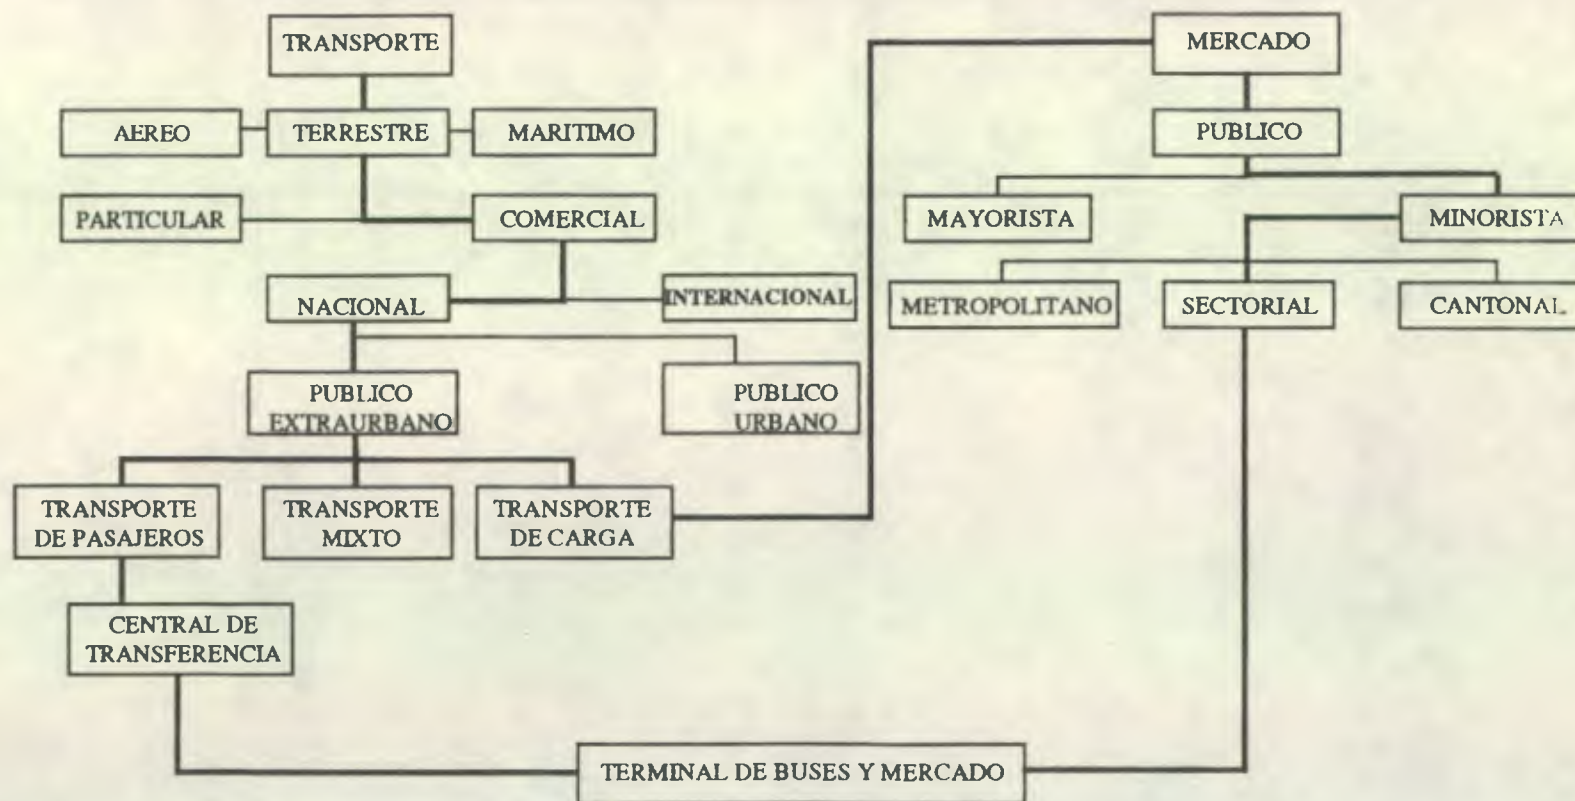 TRANSPORTE
MERCADO
AEREO
TERRESTRE
MARITIMO
PUBLICO
PARTICULAR
COMERCIAL
MAYORISTA
MINORISTA
NACIONAL
INTERNACIONAL
METROPOLITANO
SECTORIAL
CANTONAL
PUBLICO
EXTRAURBANO
PUBLICO
URBANO
TRANSPORTE
DE PASAJEROS
TRANSPORTE
MIXTO
TRANSPORTE
DE CARGA
CENTRAL DE
TRANSFERENCIA
TERMINAL DE BUSES Y MERCADO